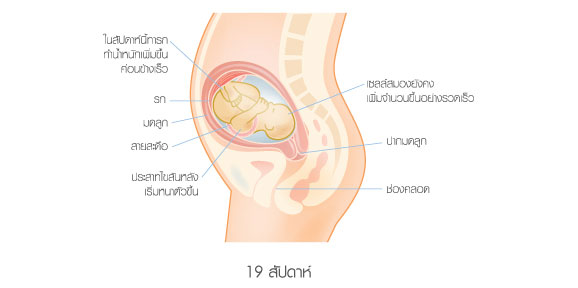 ในสัปดาห์นี้ทารก
ทำน้ำหนักเพิ่มขึ้น
ค่อนข้างเร็ว
รก
มดลูก
สายสะดือ
ประสาทไขสันหลัง
เริ่มหนาตัวขึ้น
เซลล์สมองยังคง
เพิ่มจำนวนขึ้นอย่างรวดเร็ว
ปากมดลูก
ช่องคลอด
19 สัปดาห์